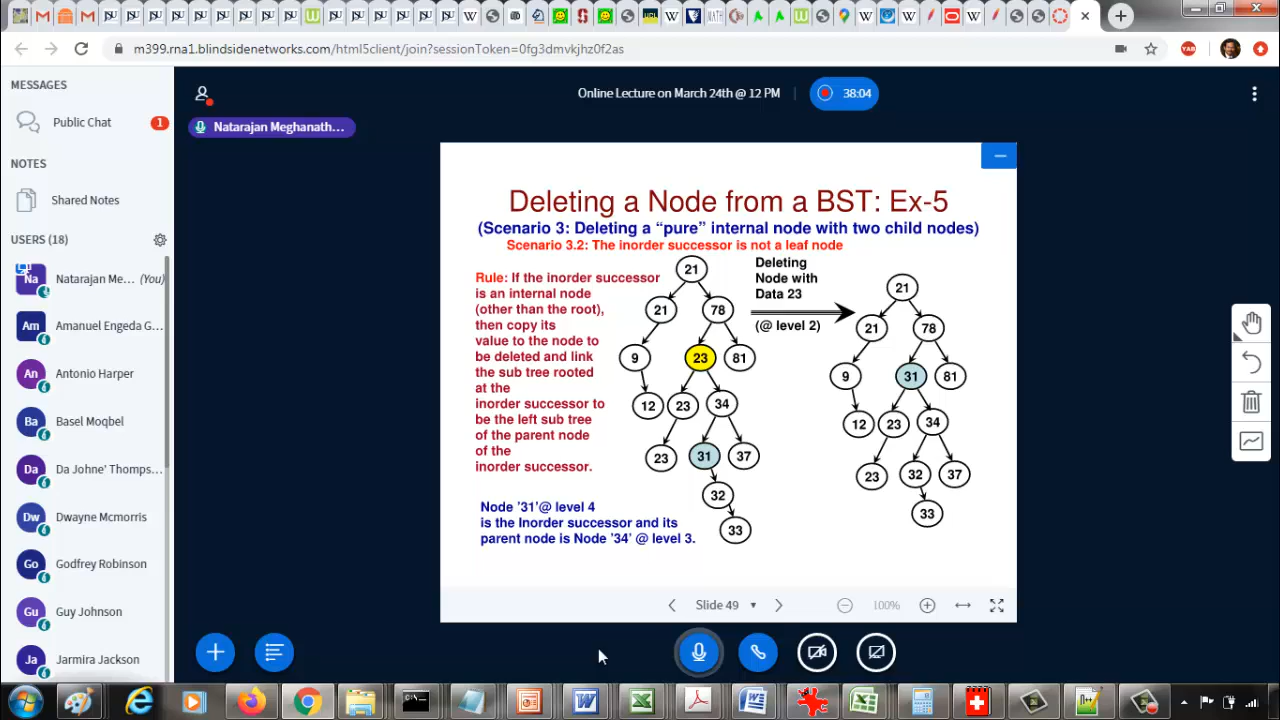 m399.rna1.blindsidenetworks.com/html5client/join?sessionToken=0fg3dmvkjhz0f2as
MESSAGES
Public Chat
1
NOTES
Shared Notes
USERS (18)
Na
Natarajan Me... (You)
Am
Amanuel Engeda G...
An
Antonio Harper
Ba
Basel Moqbel
Da
Da Johne' Thomps...
Dw
Dwayne Mcmorris
Go
Godfrey Robinson
Gu
Guy Johnson
Ja
Jarmira Jackson
Online Lecture on March 24th @ 12 PM
38:04
Natarajan Meghanath...
Deleting a Node from a BST: Ex-5
(Scenario 3: Deleting a “pure” internal node with two child nodes)
Scenario 3.2: The inorder successor is not a leaf node
Rule: If the inorder successor
is an internal node
(other than the root),
then copy its
value to the node to
be deleted and link
the sub tree rooted
at the
inorder successor to
be the left sub tree
of the parent node
of the
inorder successor.
Node ’31’@ level 4
is the Inorder successor and its
parent node is Node ’34’ @ level 3.
21
21 78
9 23 81
12 23 34
23 31 37
32
33
Deleting
Node with
Data 23
(@ level 2)
21
21 78
9 31 81
12 23 34
23 32 37
33
Slide 49
100%